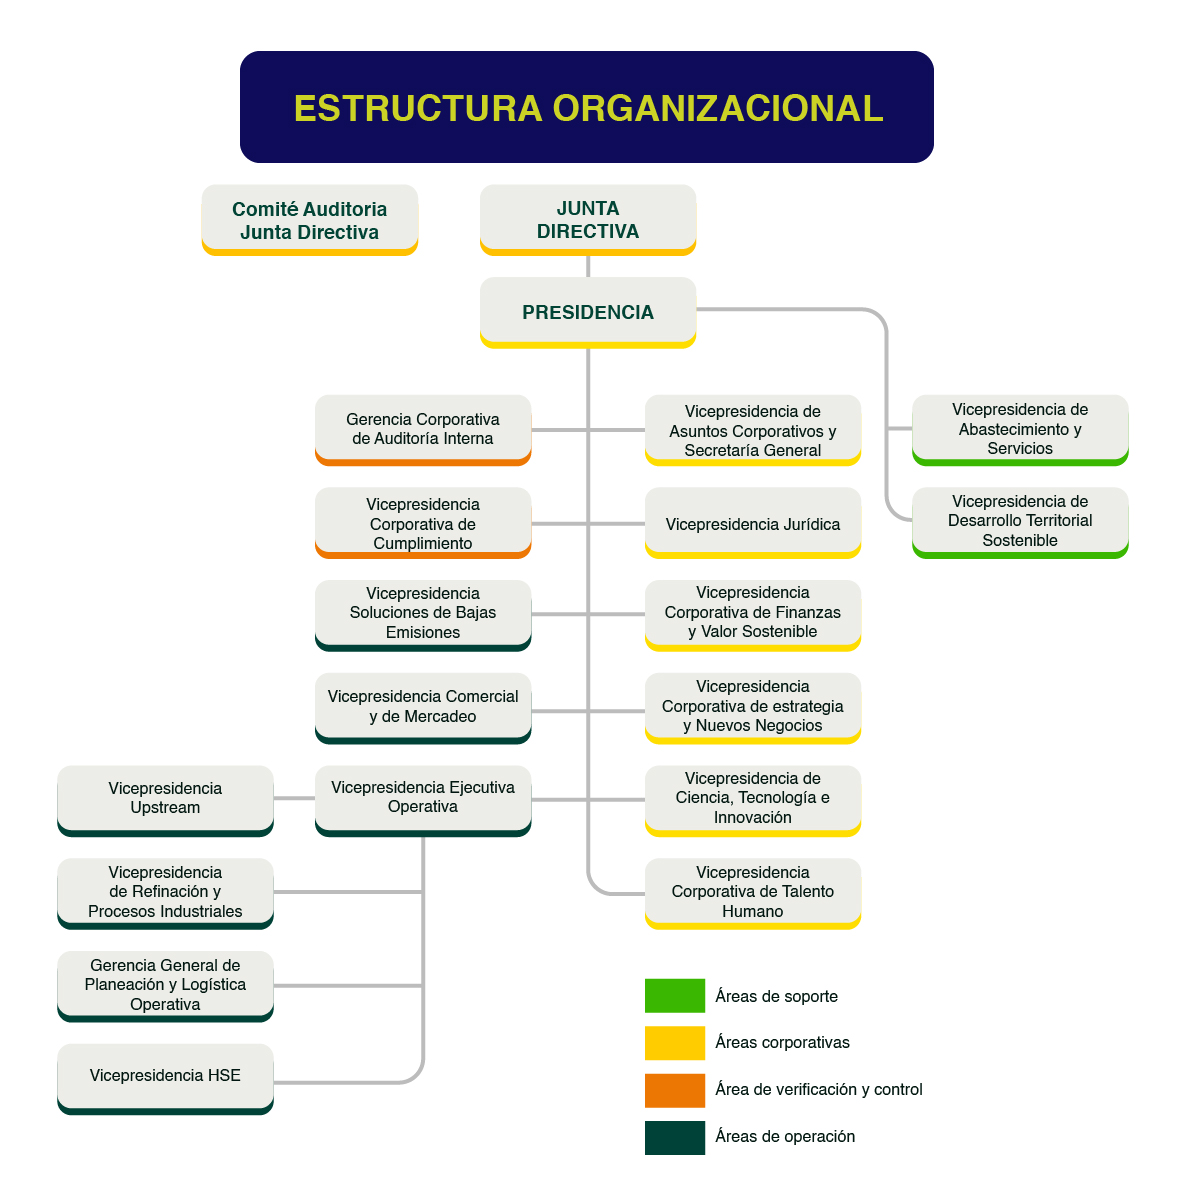 ESTRUCTURA ORGANIZACIONAL
Comité Auditoria
Junta Directiva
JUNTA
DIRECTIVA
PRESIDENCIA
Gerencia Corporativa
de Auditoría Interna
Vicepresidencia de
Asuntos Corporativos y
Secretaría General
Vicepresidencia de
Abastecimiento y
Servicios
Vicepresidencia
Corporativa de
Cumplimiento
Vicepresidencia Jurídica
Vicepresidencia de
Desarrollo Territorial
Sostenible
Vicepresidencia
Soluciones de Bajas
Emisiones
Vicepresidencia
Corporativa de Finanzas
y Valor Sostenible
Vicepresidencia Comercial
y de Mercadeo
Vicepresidencia
Corporativa de estrategia
y Nuevos Negocios
Vicepresidencia
Upstream
Vicepresidencia Ejecutiva
Operativa
Vicepresidencia de
Ciencia, Tecnología e
Innovación
Vicepresidencia
de Refinación y
Procesos Industriales
Vicepresidencia
Corporativa de Talento
Humano
Gerencia General de
Planeación y Logística
Operativa
Vicepresidencia HSE
Áreas de soporte
Áreas corporativas
Área de verificación y control
Áreas de operación